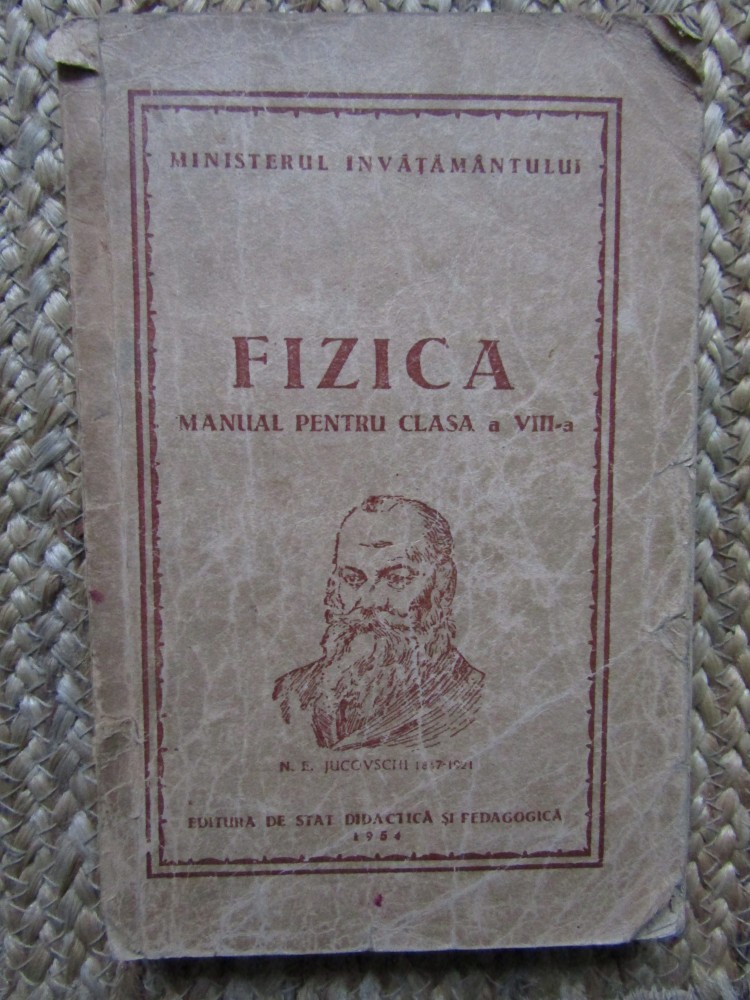 MINISTERUL INVĂȚĂMÂNTULUI
FIZICA
MANUAL PENTRU CLASA a VIII-a
N. E. JUCOVSCHI 1847-1921
EDITURA DE STAT DIDACTICĂ ȘI PEDAGOGICĂ
1954